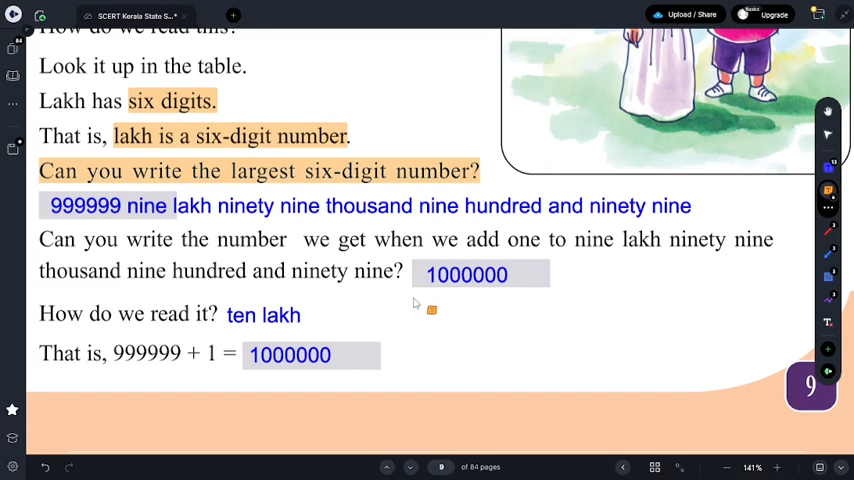 SCERT Kerala State S...*
Upload / Share
Basics
Upgrade
How do we read this?
Look it up in the table.
Lakh has six digits.
That is, lakh is a six-digit number.
Can you write the largest six-digit number?
999999 nine lakh ninety nine thousand nine hundred and ninety nine
Can you write the number we get when we add one to nine lakh ninety nine
thousand nine hundred and ninety nine? 1000000
How do we read it? ten lakh
That is, 999999 + 1 = 1000000
9
9 of 84 pages
141%